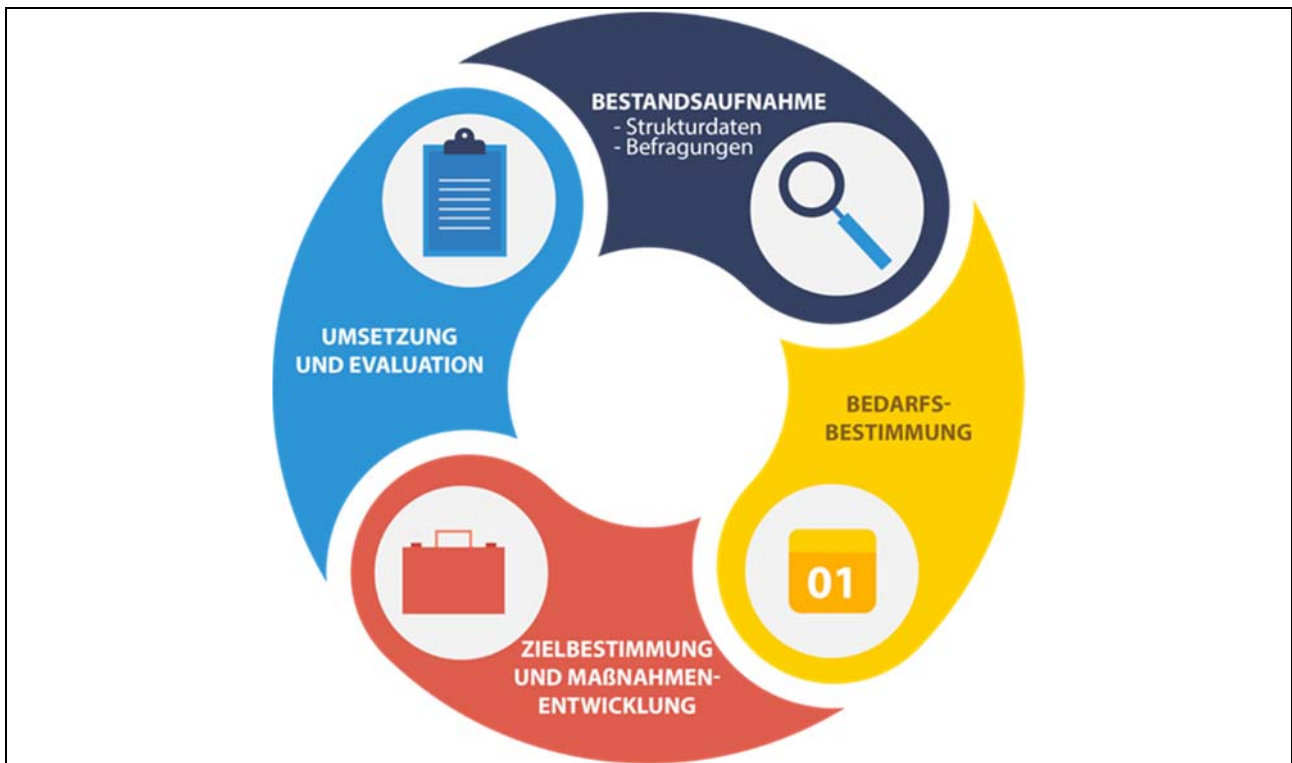 BESTANDSAUFNAHME
- Strukturdaten
- Befragungen
BEDARFS-
BESTIMMUNG
01
ZIELBESTIMMUNG
UND MAßNAHMEN-
ENTWICKLUNG
UMSETZUNG
UND EVALUATION